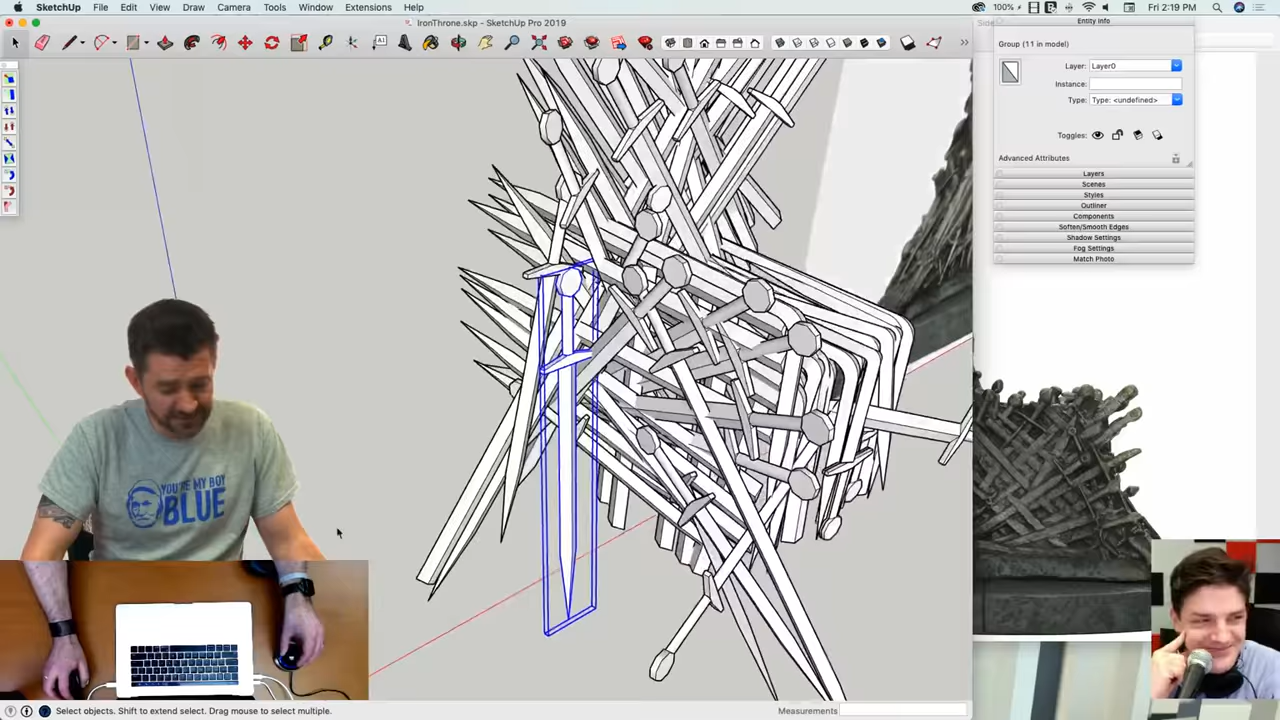 SketchUp File Edit View Draw Camera Tools Window Extensions Help
100% Fri 2:19 PM
IronThrone.skp - SketchUp Pro 2019
Side
Entity Info
Group (11 in model)
Layer: Layer0
Instance:
Type: Type: <undefined>
Toggles:
Advanced Attributes
Layers
Scenes
Styles
Outliner
Components
Soften/Smooth Edges
Shadow Settings
Fog Settings
Match Photo
YOU'RE MY BOY
BLUE
Select objects. Shift to extend select. Drag mouse to select multiple.
Measurements